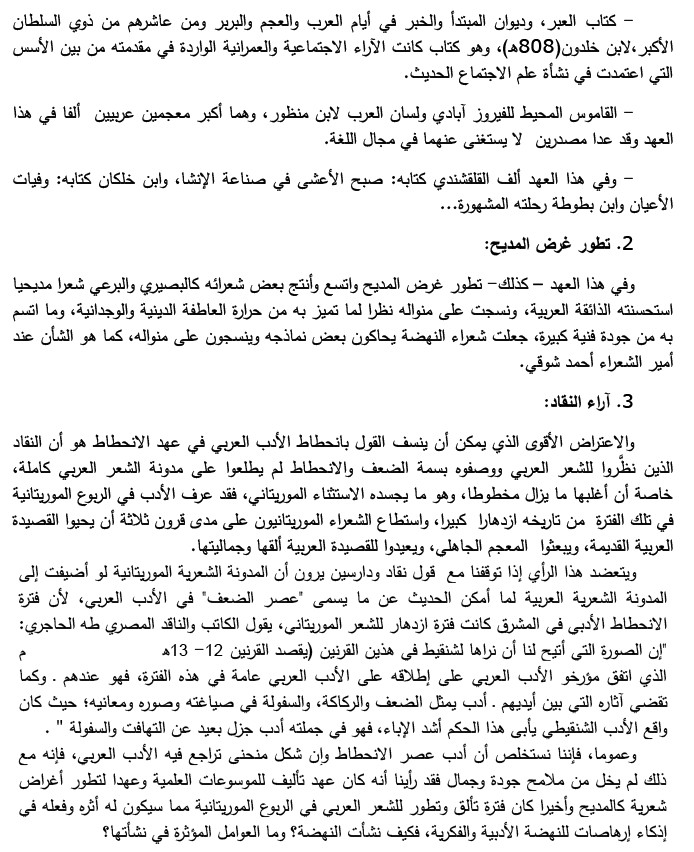 – كتاب العبر، وديوان المبتدأ والخبر في أيام العرب والعجم والبربر ومن عاشرهم من ذوي السلطان
الأكبر،لابن خلدون(808ھ)، وهو كتاب كانت الآراء الاجتماعية والعمرانية الواردة في مقدمته من بين الأسس
التي اعتمدت في نشأة علم الاجتماع الحديث.
– القاموس المحيط للفيروز آبادي ولسان العرب لابن منظور، وهما أكبر معجمين عربيين ألفا في هذا
العهد وقد عدا مصدرين لا يستغنى عنهما في مجال اللغة.
– وفي هذا العهد ألف القلقشندي كتابه: صبح الأعشى في صناعة الإنشا، وابن خلكان كتابه: وفيات
الأعيان وابن بطوطة رحلته المشهورة...
2. تطور غرض المديح:
وفي هذا العهد – كذلك– تطور غرض المديح واتسع وأنتج بعض شعرائه كالبصيري والبرعي شعرا مديحيا
استحسنته الذائقة العربية، ونسجت على منواله نظرا لما تميز به من حرارة العاطفة الدينية والوجدانية، وما اتسم
به من جودة فنية كبيرة، جعلت شعراء النهضة يحاكون بعض نماذجه وينسجون على منواله، كما هو الشأن عند
أمير الشعراء أحمد شوقي.
3. آراء النقاد:
والاعتراض الأقوى الذي يمكن أن ينسف القول بانحطاط الأدب العربي في عهد الانحطاط هو أن النقاد
الذين نظَّروا للشعر العربي ووصفوه بسمة الضعف والانحطاط لم يطلعوا على مدونة الشعر العربي كاملة،
خاصة أن أغلبها ما يزال مخطوطا، وهو ما يجسده الاستثناء الموريتاني، فقد عرف الأدب في الربوع الموريتانية
في تلك الفترة من تاريخه ازدهارا كبيرا، واستطاع الشعراء الموريتانيون على مدى قرون ثلاثة أن يحيوا القصيدة
العربية القديمة، ويبعثوا المعجم الجاهلي، ويعيدوا للقصيدة العربية ألقها وجمالياتها.
ويتعضد هذا الرأي إذا توقفنا مع قول نقاد ودارسين يرون أن المدونة الشعرية الموريتانية لو أضيفت إلى
المدونة الشعرية العربية لما أمكن الحديث عن ما يسمى "عصر الضعف" في الأدب العربي، لأن فترة
الانحطاط الأدبي في المشرق كانت فترة ازدهار للشعر الموريتاني، يقول الكاتب والناقد المصري طه الحاجري:
"إن الصورة التي أتيح لنا أن نراها لشنقيط في هذين القرنين (يقصد القرنين 12– 13ھ م
الذي اتفق مؤرخو الأدب العربي على إطلاقه على الأدب العربي عامة في هذه الفترة، فهو عندهم . وكما
تقضي آثاره التي بين أيديهم . أدب يمثل الضعف والركاكة، والسفولة في صياغته وصوره ومعانيه؛ حيث كان
واقع الأدب الشنقيطي يأبى هذا الحكم أشد الإباء، فهو في جملته أدب جزل بعيد عن التهافت والسفولة " .
وعموما، فإننا نستخلص أن أدب عصر الانحطاط وإن شكل منحنى تراجع فيه الأدب العربي، فإنه مع
ذلك لم يخل من ملامح جودة وجمال فقد رأينا أنه كان عهد تأليف للموسوعات العلمية وعهدا لتطور أغراض
شعرية كالمديح وأخيرا كان فترة تألق وتطور للشعر العربي في الربوع الموريتانية مما سيكون له أثره وفعله في
إذكاء إرهاصات للنهضة الأدبية والفكرية، فكيف نشأت النهضة؟ وما العوامل المؤثرة في نشأتها؟